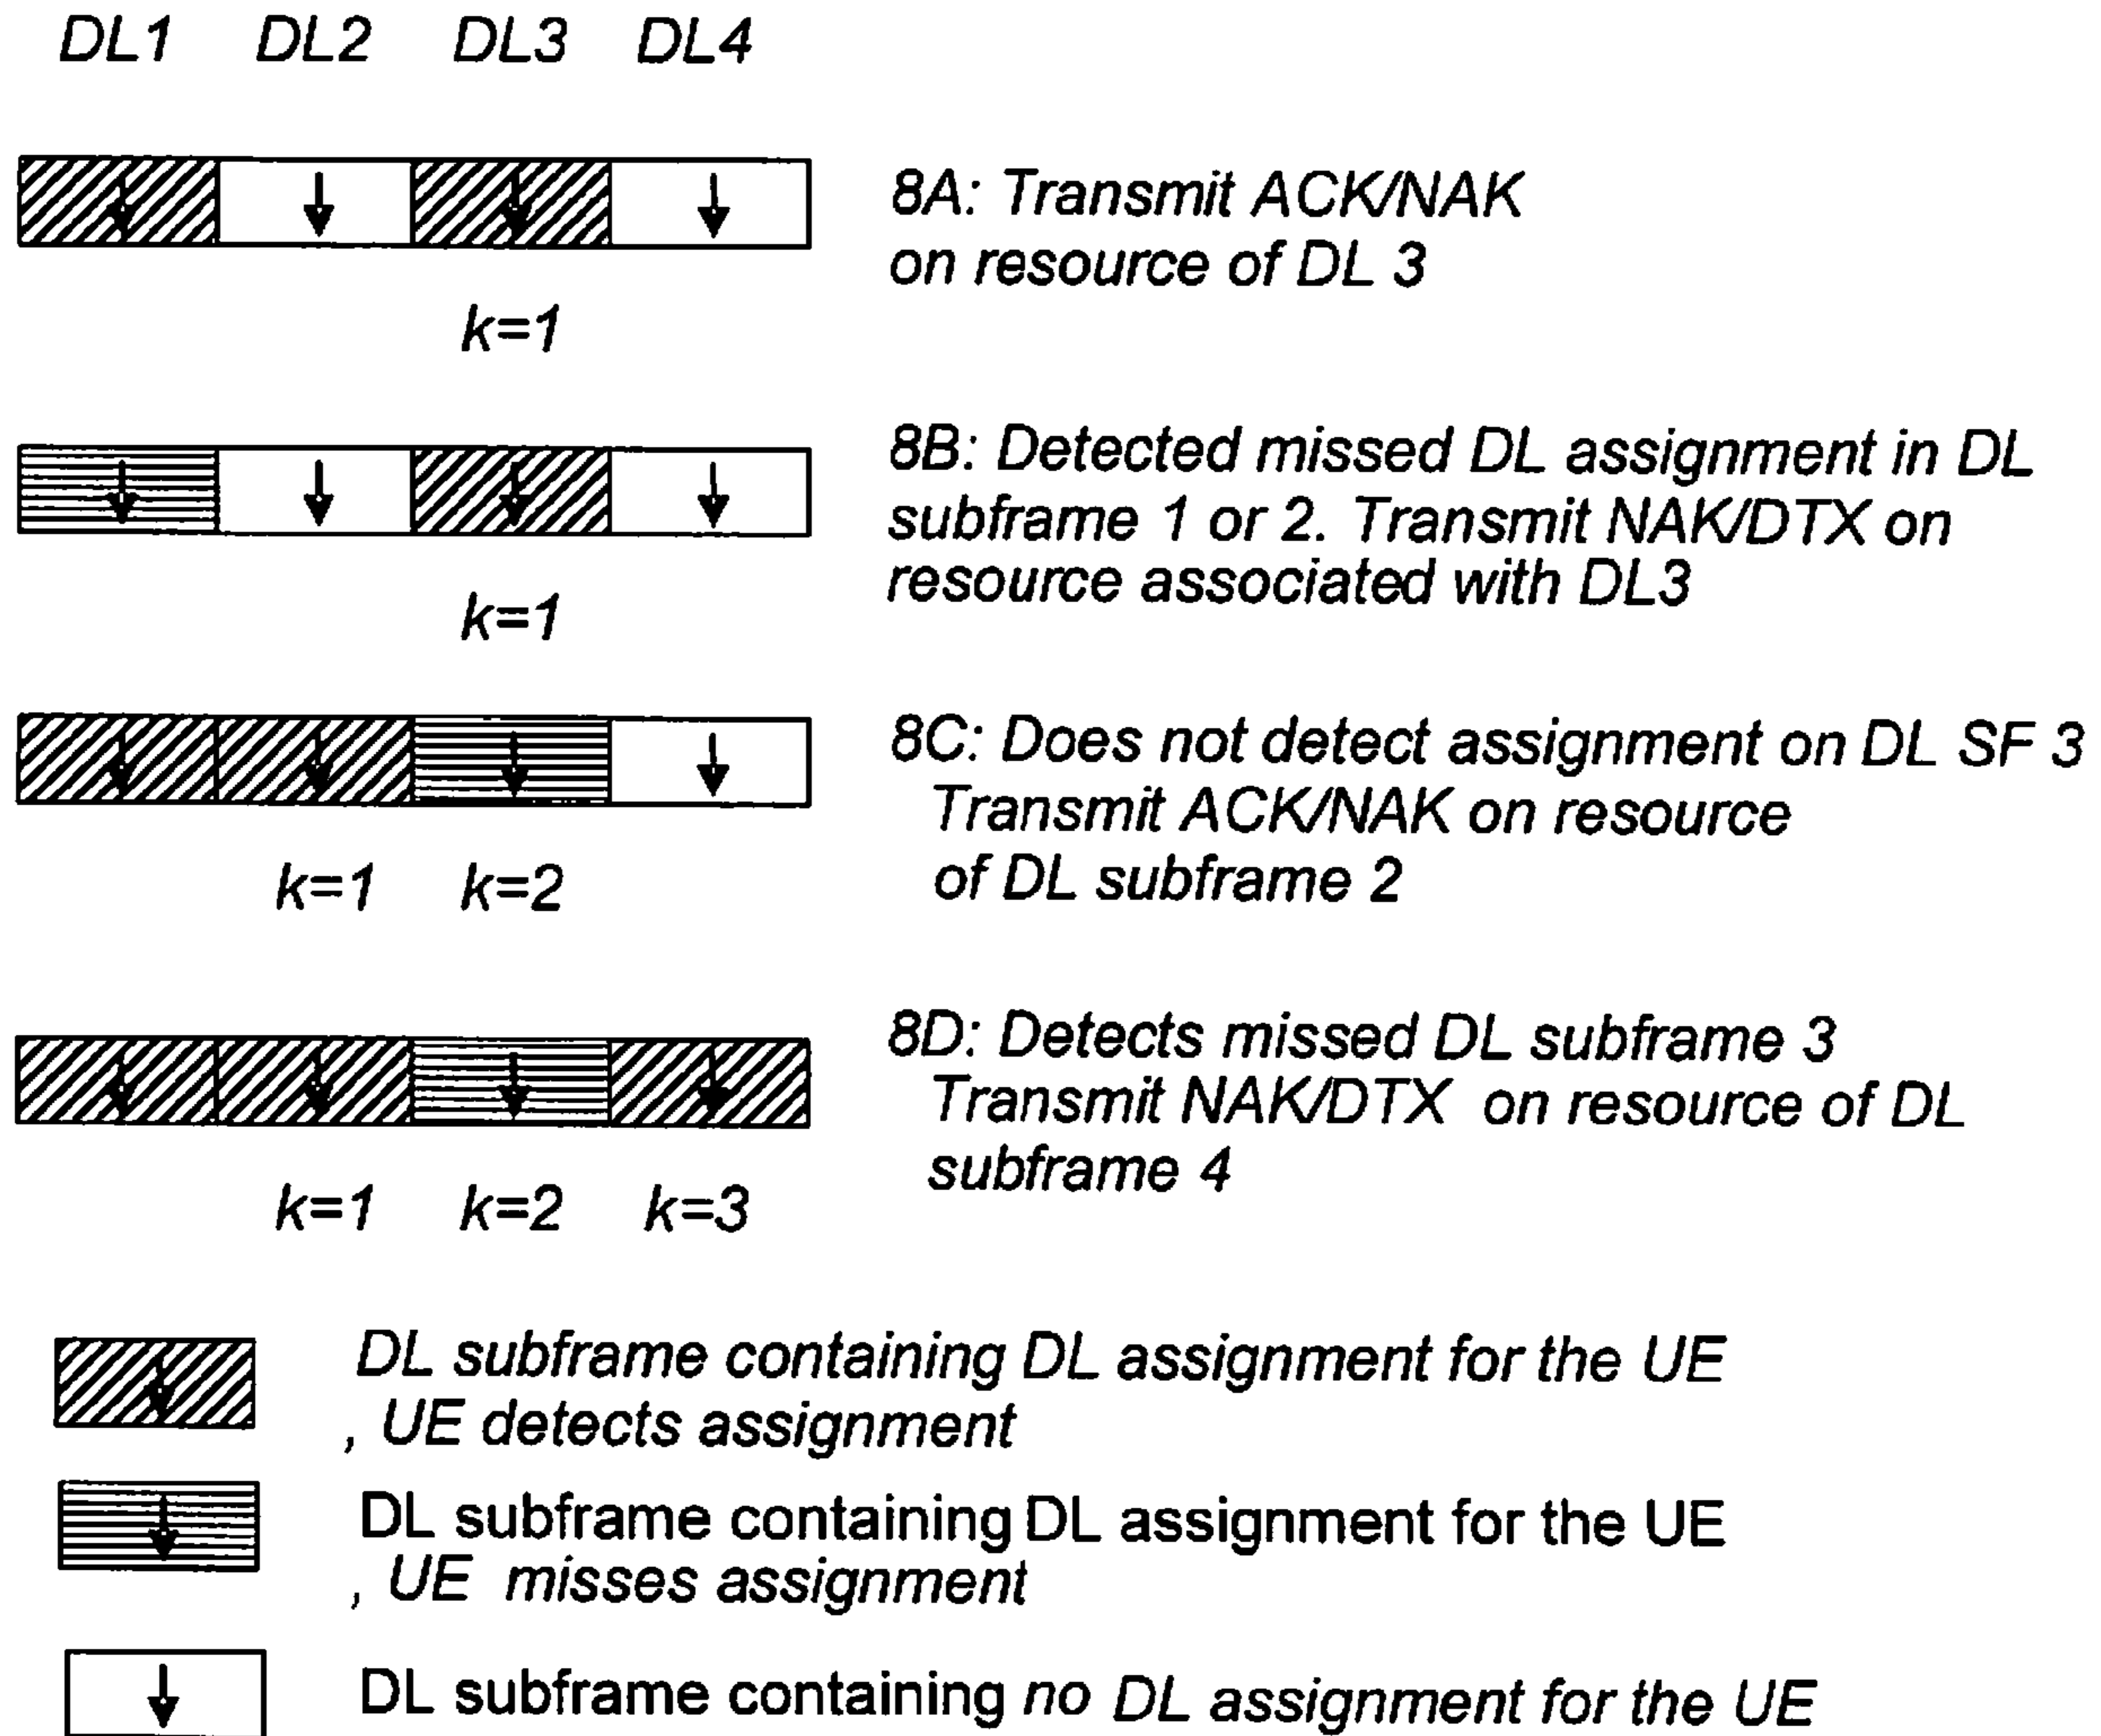 DL1 DL2 DL3 DL4
8A: Transmit ACK/NAK
on resource of DL 3
k=1
8B: Detected missed DL assignment in DL
subframe 1 or 2. Transmit NAK/DTX on
resource associated with DL3
k=1
8C: Does not detect assignment on DL SF 3
Transmit ACK/NAK on resource
of DL subframe 2
k=1 k=2
8D: Detects missed DL subframe 3
Transmit NAK/DTX on resource of DL
subframe 4
k=1 k=2 k=3
DL subframe containing DL assignment for the UE
, UE detects assignment
DL subframe containing DL assignment for the UE
, UE misses assignment
DL subframe containing no DL assignment for the UE